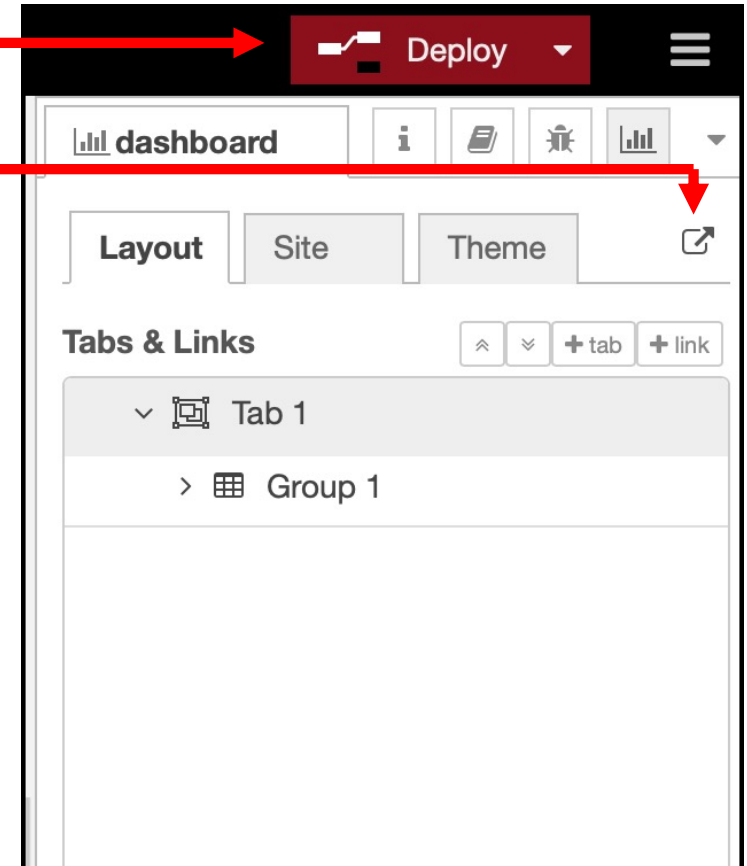 Deploy
dashboard
Layout Site Theme
Tabs & Links + tab + link
Tab 1
Group 1